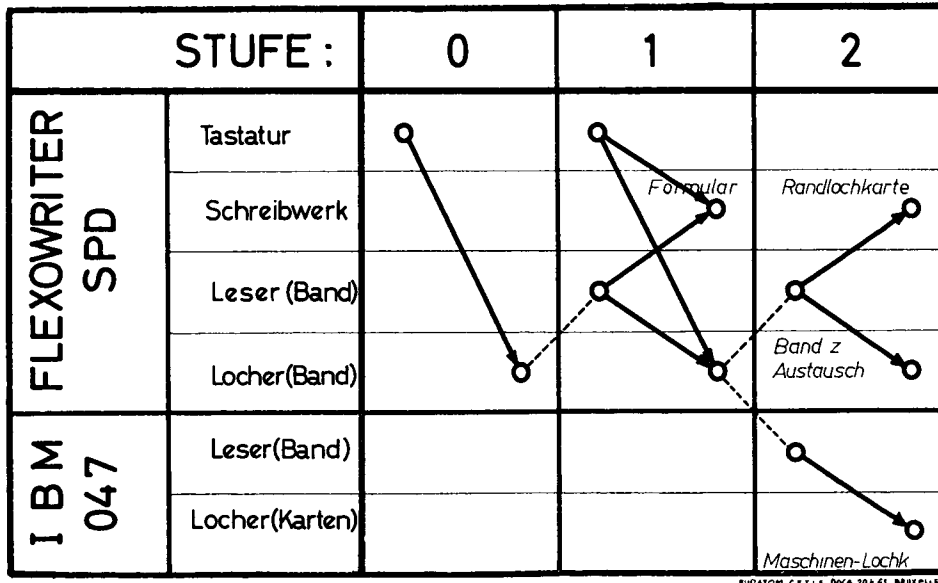 STUFE : 0 1 2
FLEXOWRITER
SPD
Tastatur
Formular Randlochkarte
Schreibwerk
Leser (Band)
Band z
Austausch
Locher (Band)
IBM
047
Leser (Band)
Locher (Karten)
Maschinen-Lochk